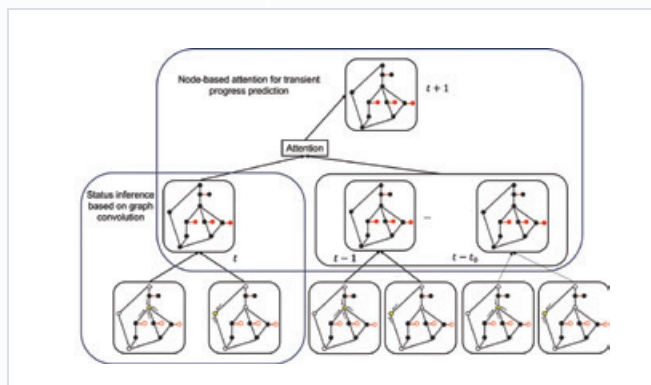 Node-based attention for transient
progress prediction
t + 1
Attention
Status inference
based on graph
convolution
...
t
t − 1
t − t₀